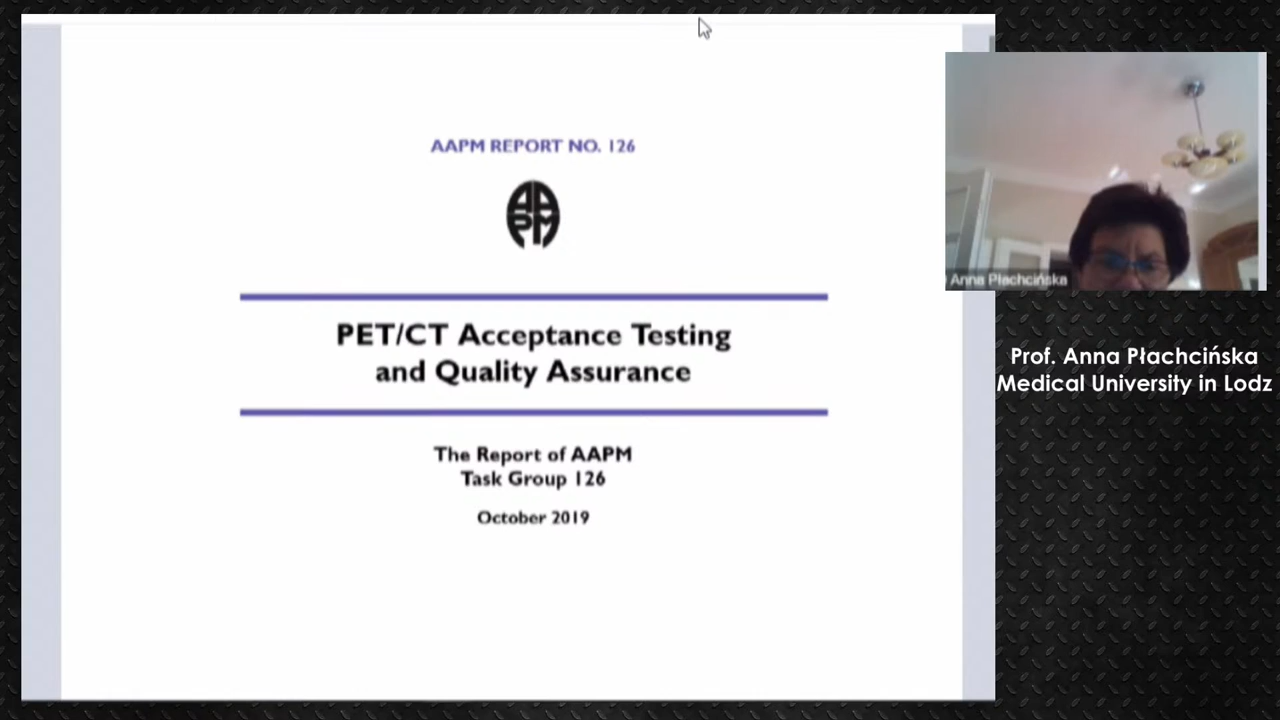 AAPM REPORT NO. 126
AAPM
PET/CT Acceptance Testing
and Quality Assurance
The Report of AAPM
Task Group 126
October 2019
Anna Płachcińska
Prof. Anna Płachcińska
Medical University in Lodz